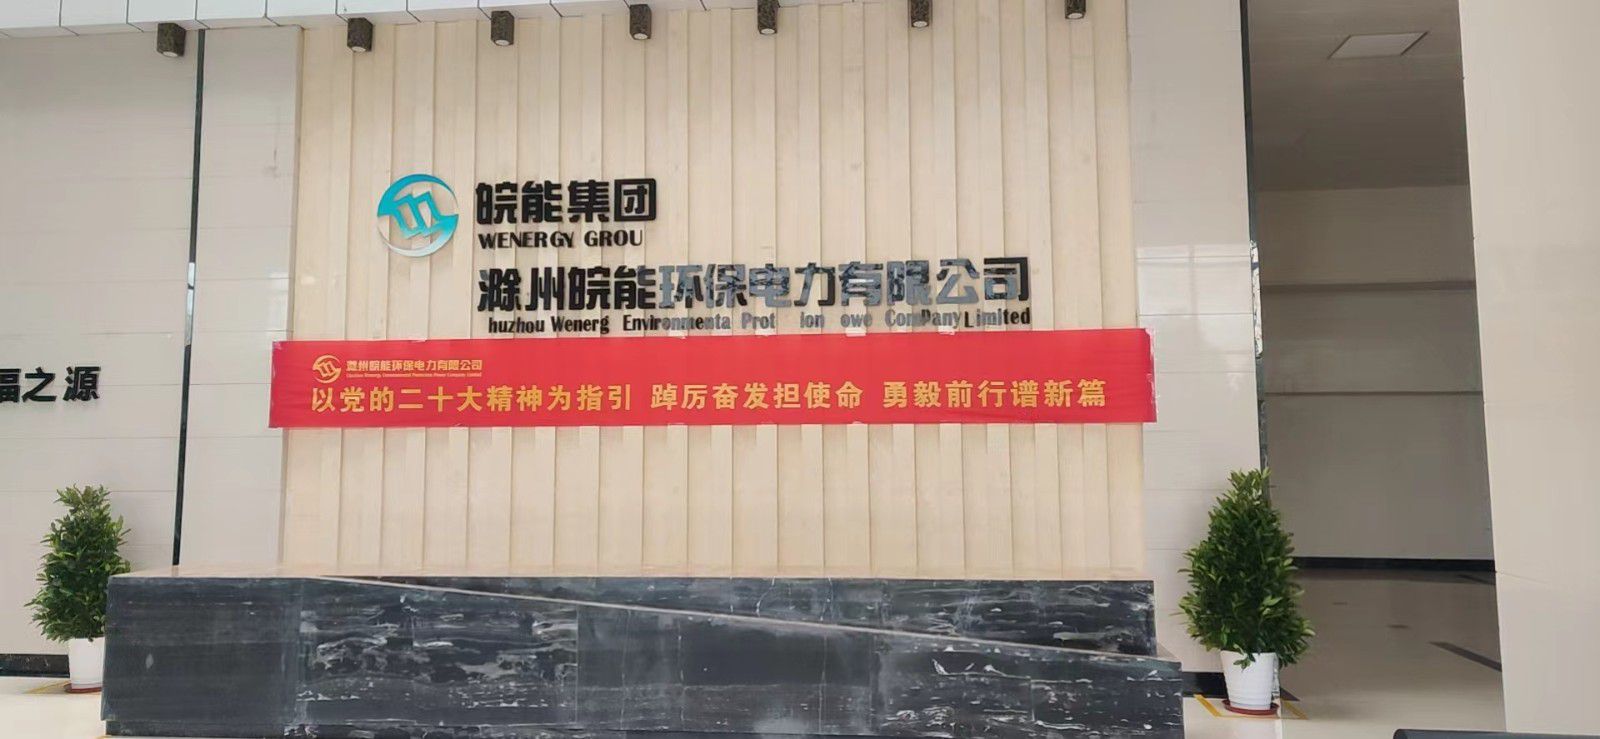 皖能集团
WENERGY GROU
滁州皖能环保电力有限公司
huzhou Wenerg Environmenta Prot ion owe Company Limited
滁州皖能环保电力有限公司
以党的二十大精神为指引 踔厉奋发担使命 勇毅前行谱新篇
福之源